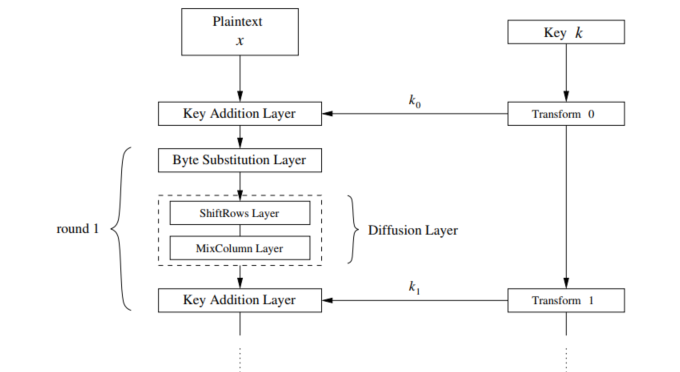 Plaintext
x
Key k
k0
Key Addition Layer
Transform 0
Byte Substitution Layer
ShiftRows Layer
round 1
Diffusion Layer
MixColumn Layer
k1
Key Addition Layer
Transform 1